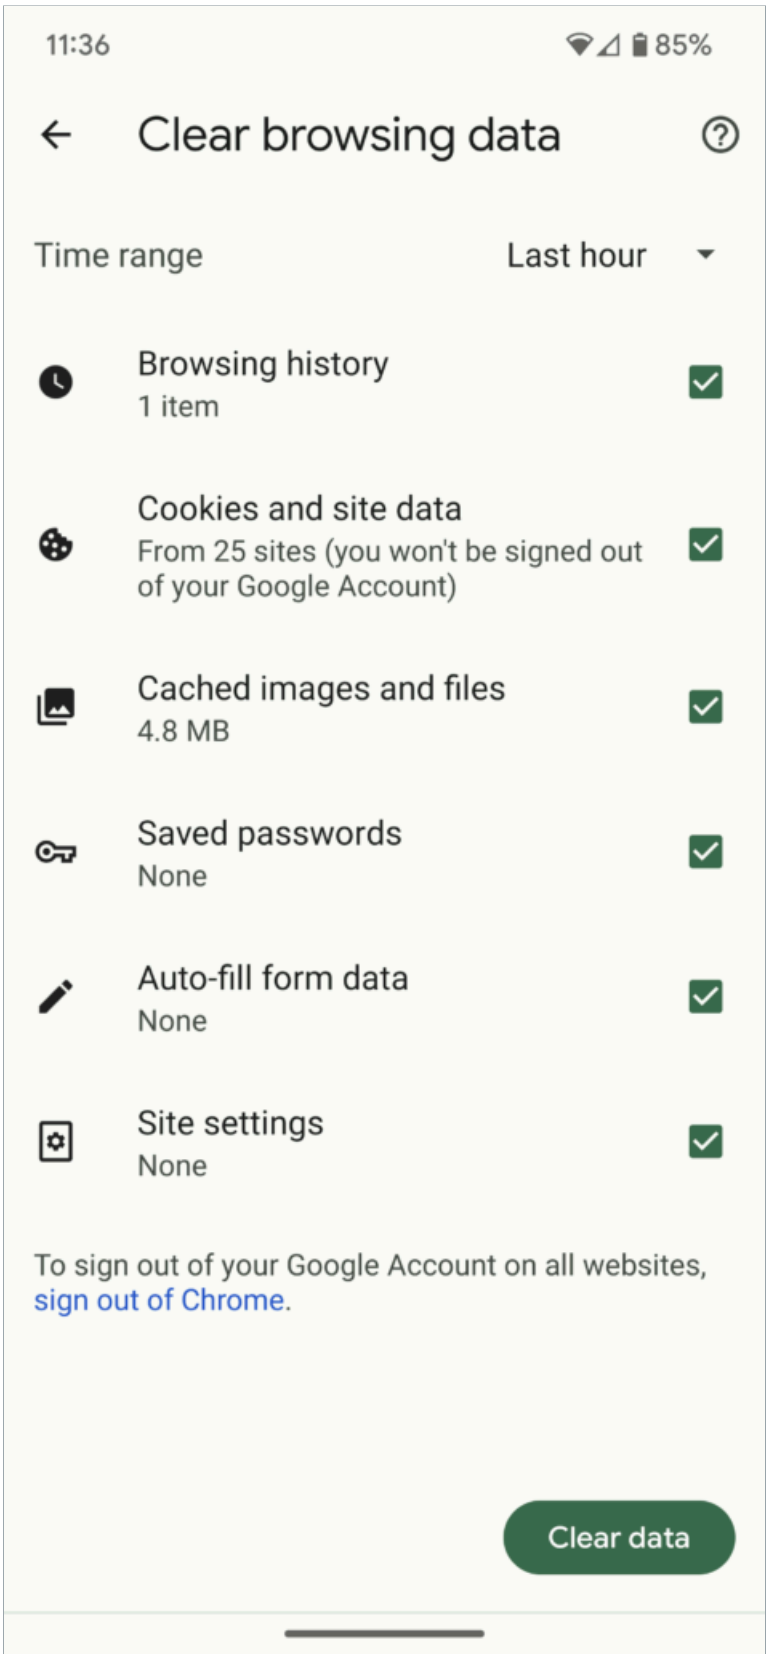 11:36
85%
Clear browsing data
Time range
Last hour
Browsing history
1 item
Cookies and site data
From 25 sites (you won't be signed out
of your Google Account)
Cached images and files
4.8 MB
Saved passwords
None
Auto-fill form data
None
Site settings
None
To sign out of your Google Account on all websites,
sign out of Chrome.
Clear data